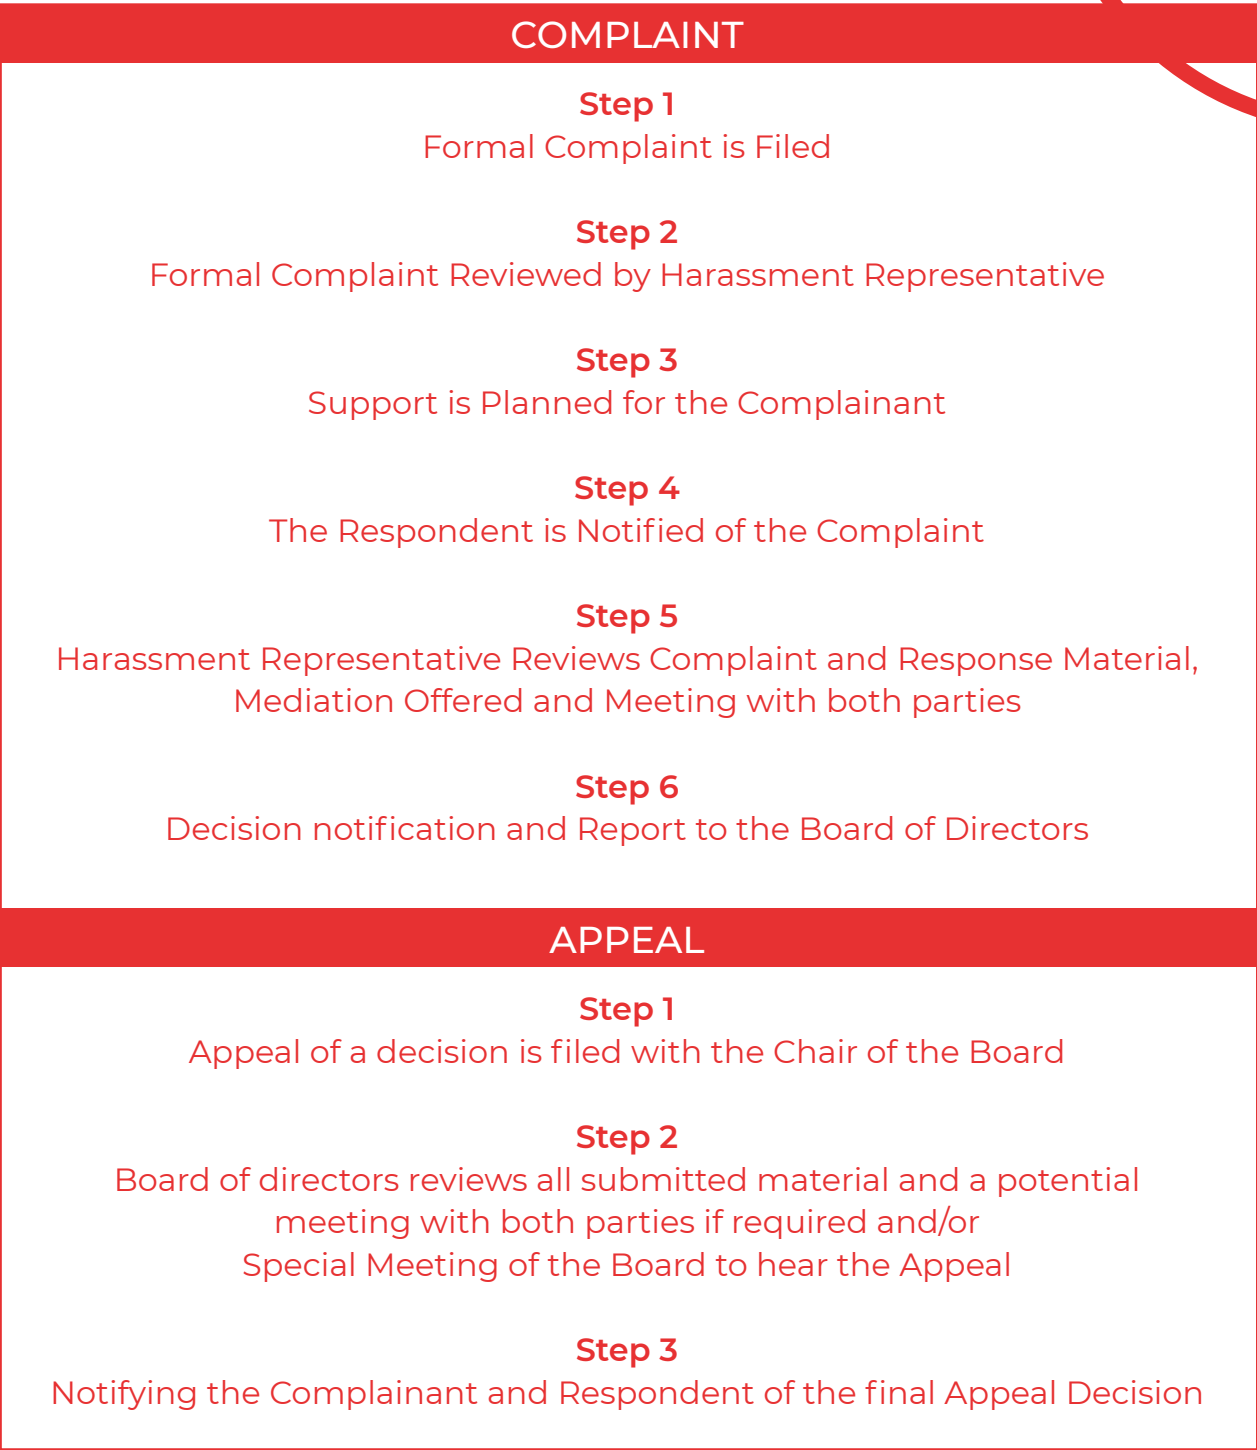 COMPLAINT
Step 1
Formal Complaint is Filed
Step 2
Formal Complaint Reviewed by Harassment Representative
Step 3
Support is Planned for the Complainant
Step 4
The Respondent is Notified of the Complaint
Step 5
Harassment Representative Reviews Complaint and Response Material,
Mediation Offered and Meeting with both parties
Step 6
Decision notification and Report to the Board of Directors
APPEAL
Step 1
Appeal of a decision is filed with the Chair of the Board
Step 2
Board of directors reviews all submitted material and a potential
meeting with both parties if required and/or
Special Meeting of the Board to hear the Appeal
Step 3
Notifying the Complainant and Respondent of the final Appeal Decision